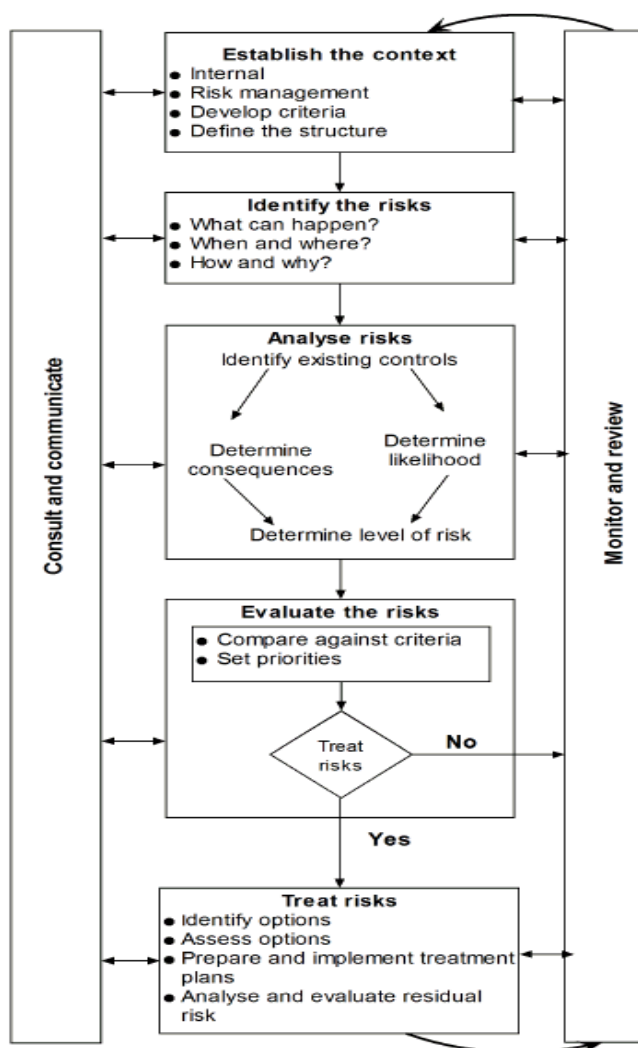 Establish the context
● Internal
● Risk management
● Develop criteria
● Define the structure
Identify the risks
● What can happen?
● When and where?
● How and why?
Analyse risks
Identify existing controls
Determine
consequences
Determine
likelihood
Determine level of risk
Evaluate the risks
● Compare against criteria
● Set priorities
Treat
risks
No
Yes
Treat risks
● Identify options
● Assess options
● Prepare and implement treatment
plans
● Analyse and evaluate residual
risk
Consult and communicate
Monitor and review